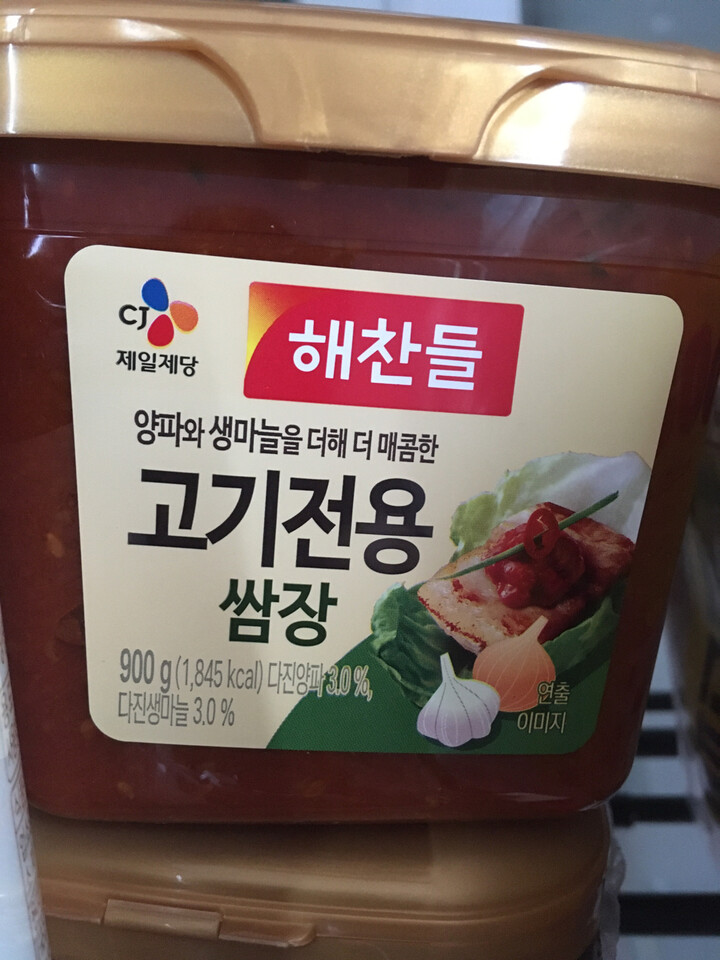 CJ
제일제당
해찬들
양파와 생마늘을 더해 더 매콤한
고기전용
쌈장
900 g (1,845 kcal) 다진양파 3.0 %,
다진생마늘 3.0 %
연출
이미지